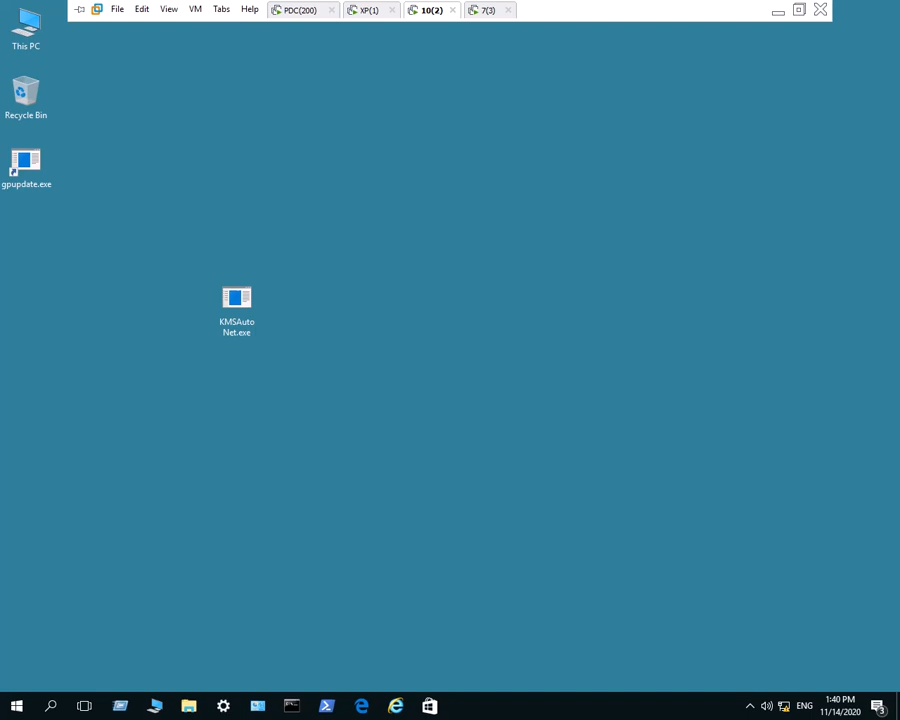 File Edit View VM Tabs Help PDC(200) XP(1) 10(2) 7(3)
This PC
Recycle Bin
gpupdate.exe
KMSAuto
Net.exe
ENG
1:40 PM
11/14/2020
3